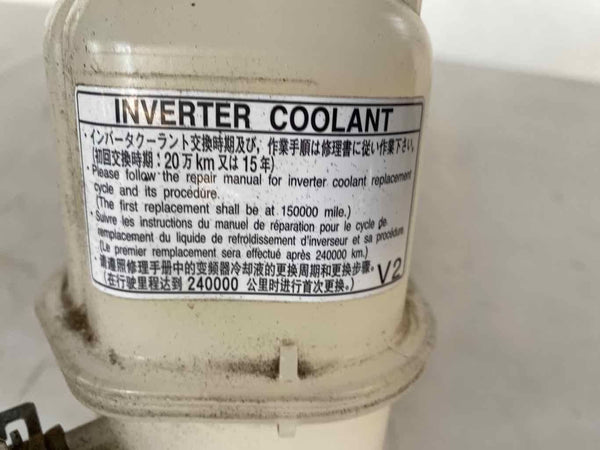 INVERTER COOLANT
・インバータクーラント交換時期及び，作業手順は修理書に従い作業下さい。
(初回交換時期：20万km又は15年)
・Please follow the repair manual for inverter coolant replacement
cycle and its procedure.
(The first replacement shall be at 150000 mile.)
・Suivre les instructions du manuel de réparation pour le cycle de
remplacement du liquide de refroidissement d'inverseur et sa procédure.
(Le premier remplacement sera effectué après 240000 km.)
・请遵照修理手册中的变频器冷却液的更换周期和更换步骤。
(在行驶里程达到 240000 公里时进行首次更换。)
V2